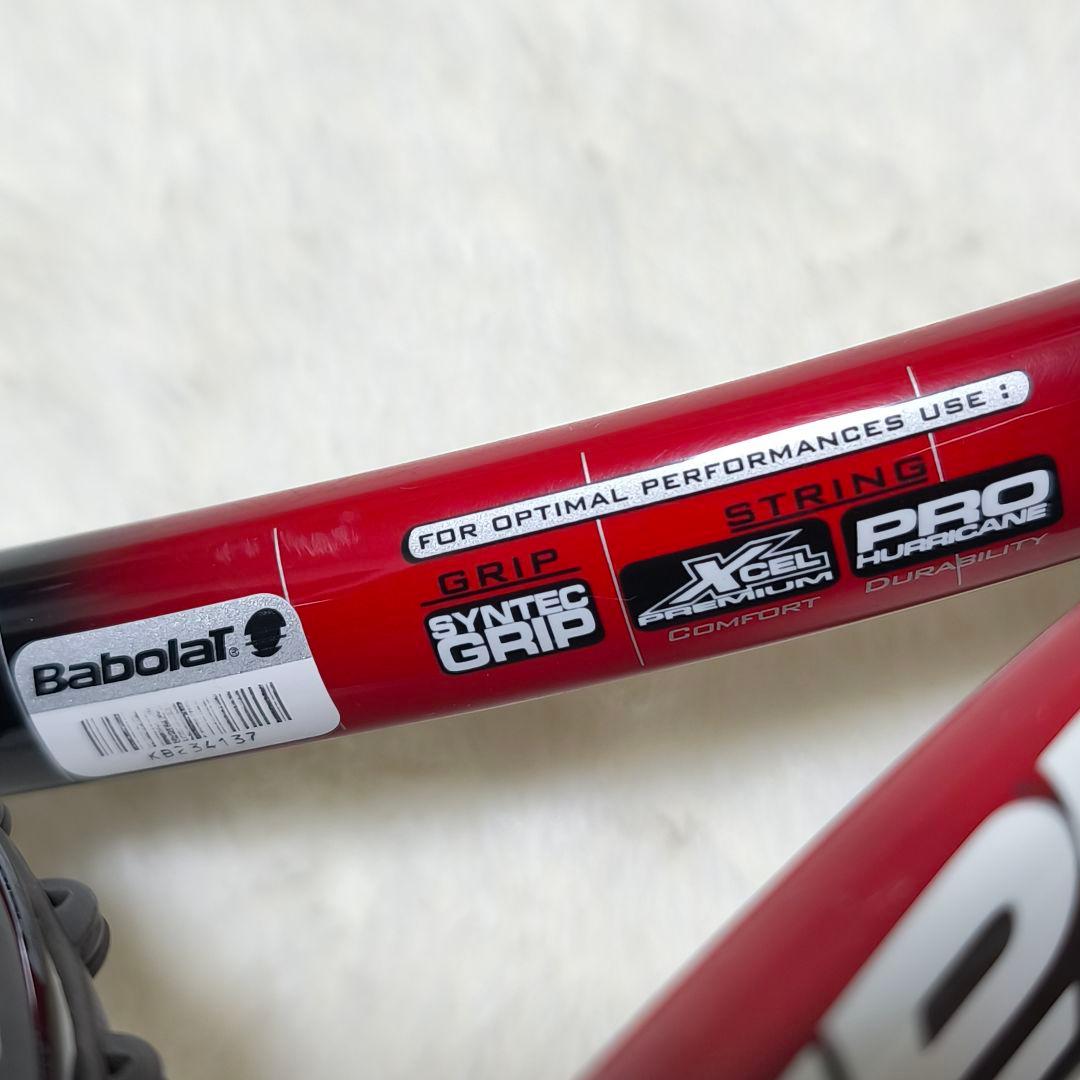 FOR OPTIMAL PERFORMANCES USE :
GRIP
SYNTEC
GRIP
STRING
XCEL
PREMIUM
COMFORT
PRO
HURRICANE
DURABILITY
BabolaT®
KB234137